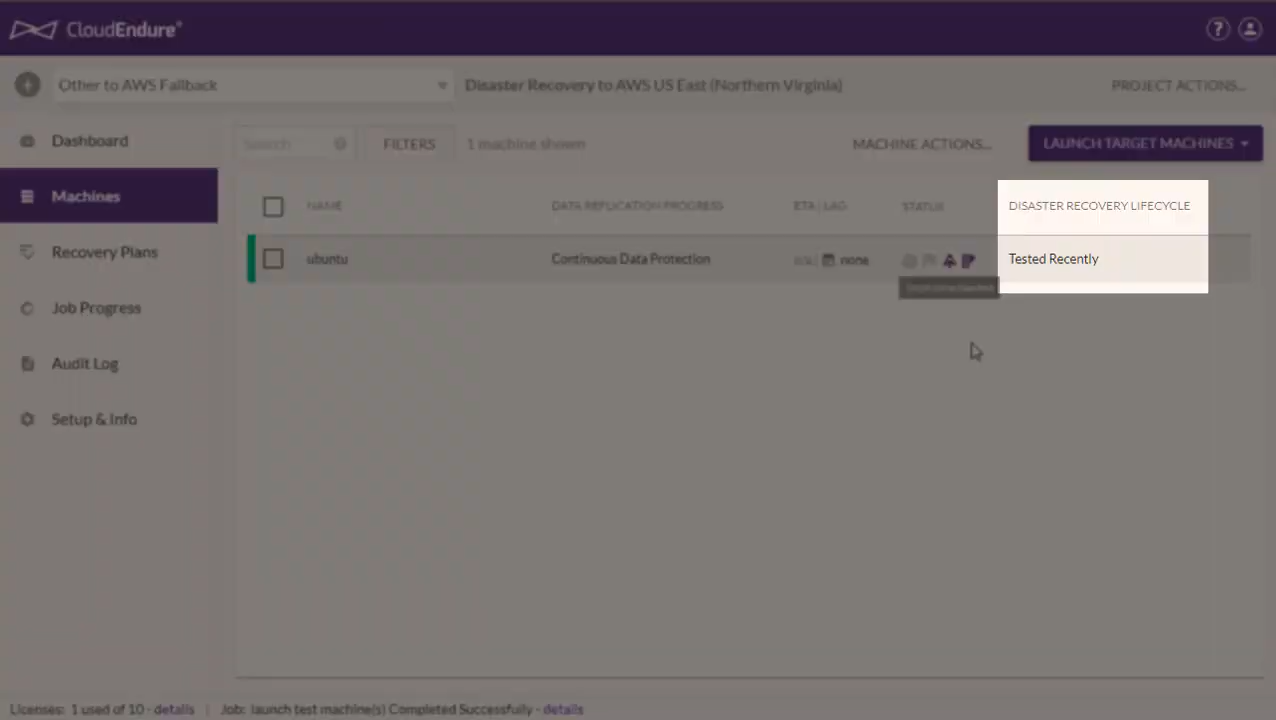 CloudEndure®
?
Other to AWS Failback
Disaster Recovery to AWS US East (Northern Virginia)
PROJECT ACTIONS...
Dashboard
Search
FILTERS
1 machine shown
MACHINE ACTIONS...
LAUNCH TARGET MACHINES
Machines
NAME
DATA REPLICATION PROGRESS
ETA | LAG
STATUS
DISASTER RECOVERY LIFECYCLE
Recovery Plans
ubuntu
Continuous Data Protection
none
Tested Recently
Job Progress
Audit Log
Setup & Info
Licenses: 1 used of 10 - details | Job: launch test machine(s) Completed Successfully - details